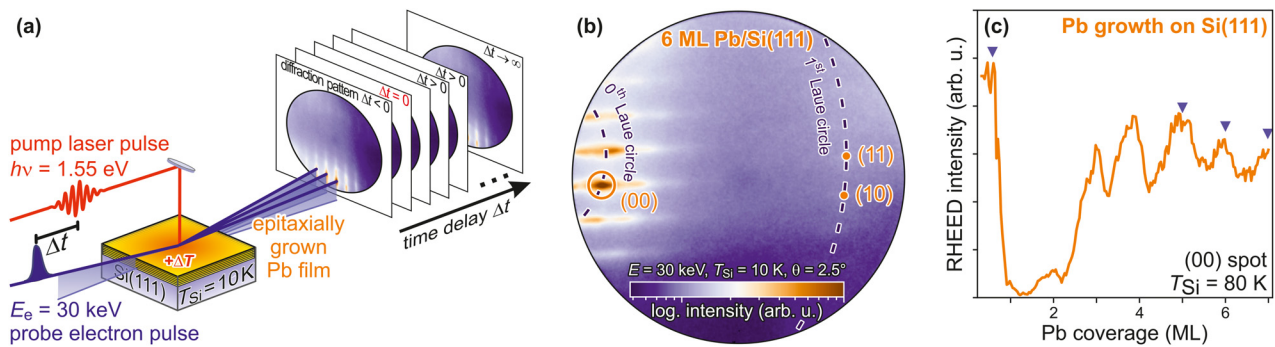 (a)
pump laser pulse
hν = 1.55 eV
Δt
+ΔT
Si(111)
T_Si = 10 K
E_e = 30 keV
probe electron pulse
epitaxially
grown
Pb film
diffraction pattern Δt < 0
Δt = 0
Δt > 0
Δt > 0
Δt → ∞
time delay Δt
(b)
6 ML Pb/Si(111)
0th Laue circle
1st Laue circle
(11)
(10)
(00)
E = 30 keV, T_Si = 10 K, θ = 2.5°
log. intensity (arb. u.)
(c)
Pb growth on Si(111)
RHEED intensity (arb. u.)
(00) spot
T_Si = 80 K
2 4 6
Pb coverage (ML)